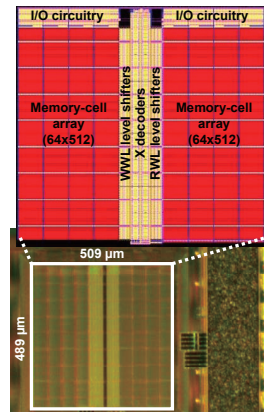 I/O circuitry
I/O circuitry
Memory-cell
array
(64x512)
WWL level shifters
X decoders
RWL level shifters
Memory-cell
array
(64x512)
509 µm
489 µm